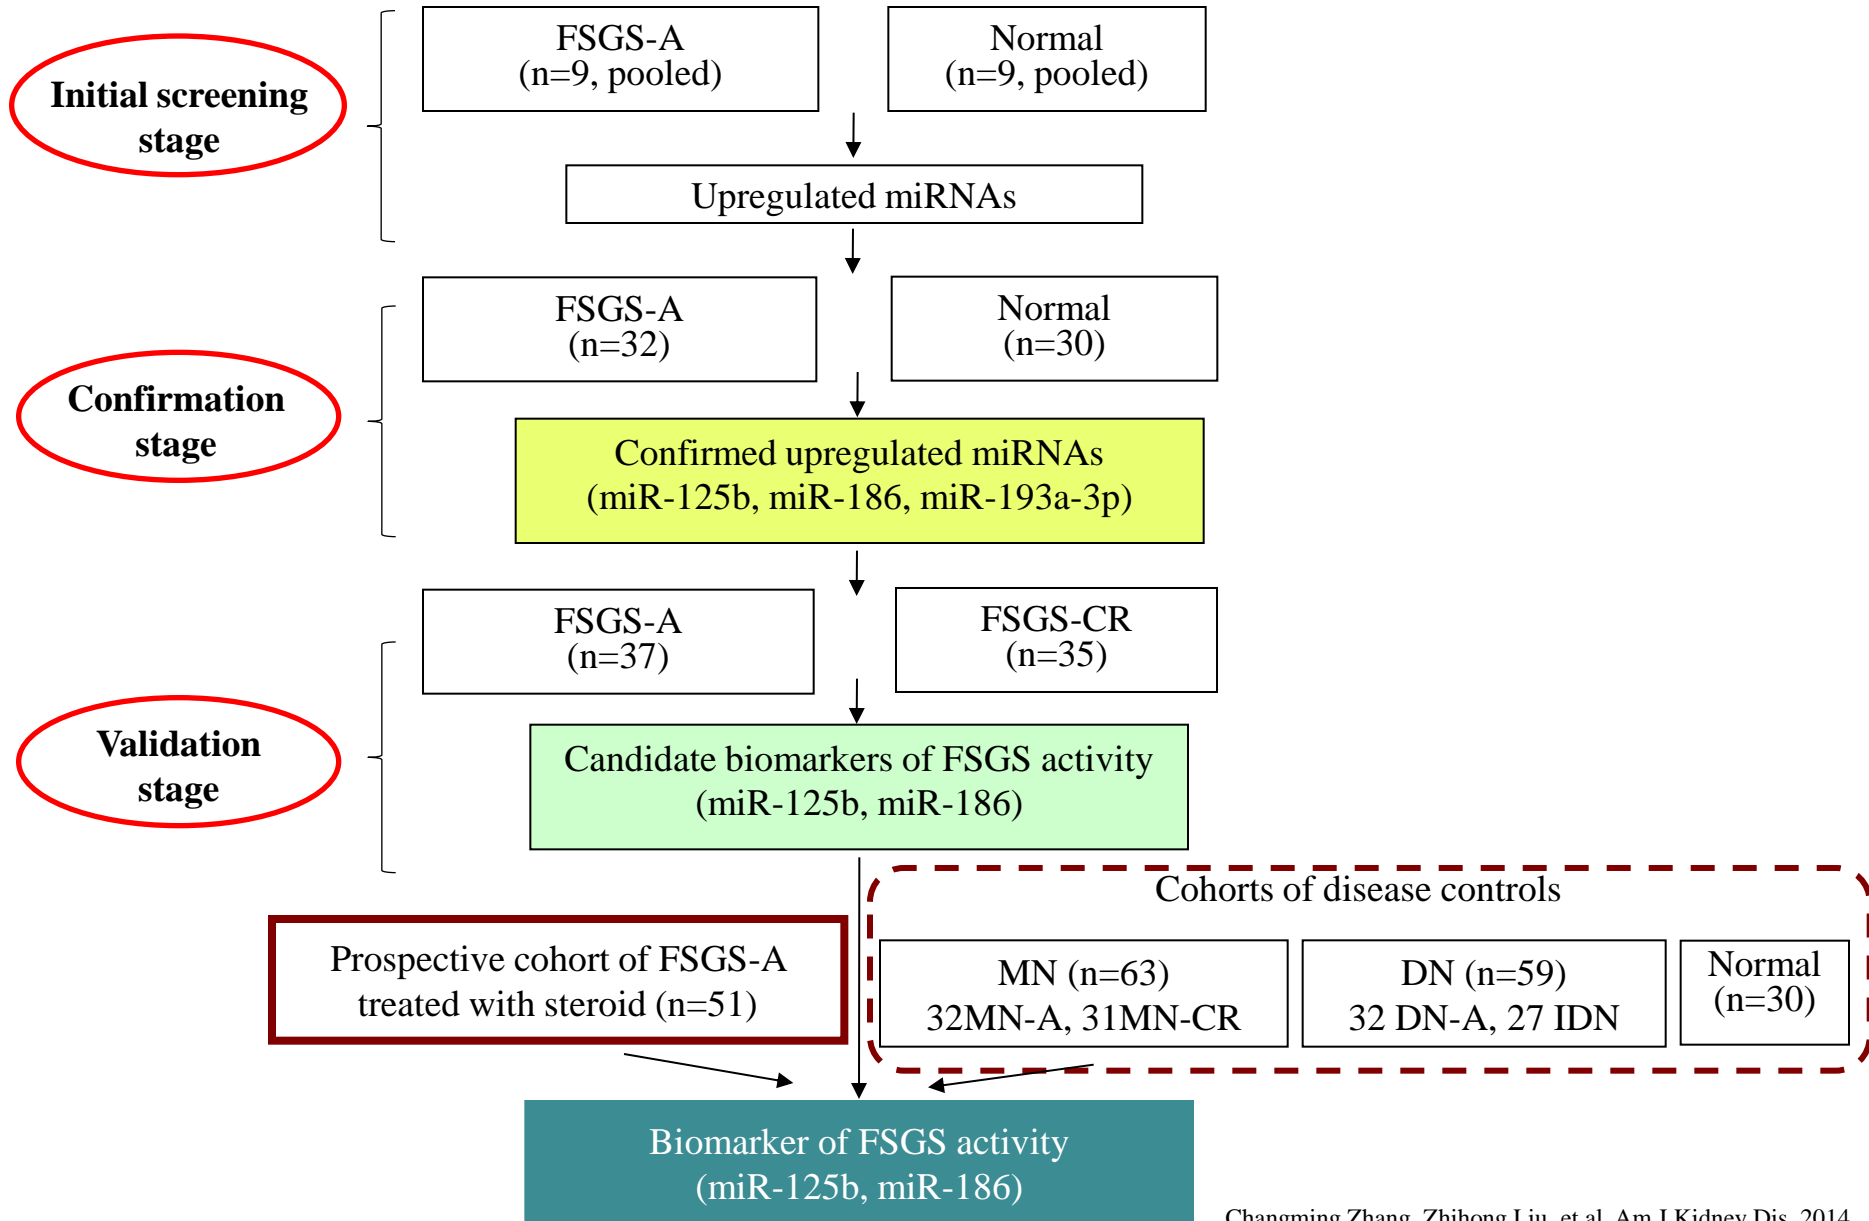 Initial screening
stage
FSGS-A
(n=9, pooled)
Normal
(n=9, pooled)
Upregulated miRNAs
Confirmation
stage
FSGS-A
(n=32)
Normal
(n=30)
Confirmed upregulated miRNAs
(miR-125b, miR-186, miR-193a-3p)
Validation
stage
FSGS-A
(n=37)
FSGS-CR
(n=35)
Candidate biomarkers of FSGS activity
(miR-125b, miR-186)
Prospective cohort of FSGS-A
treated with steroid (n=51)
Cohorts of disease controls
MN (n=63)
32MN-A, 31MN-CR
DN (n=59)
32 DN-A, 27 IDN
Normal
(n=30)
Biomarker of FSGS activity
(miR-125b, miR-186)
Changming Zhang, Zhihong Liu, et al. Am J Kidney Dis, 2014